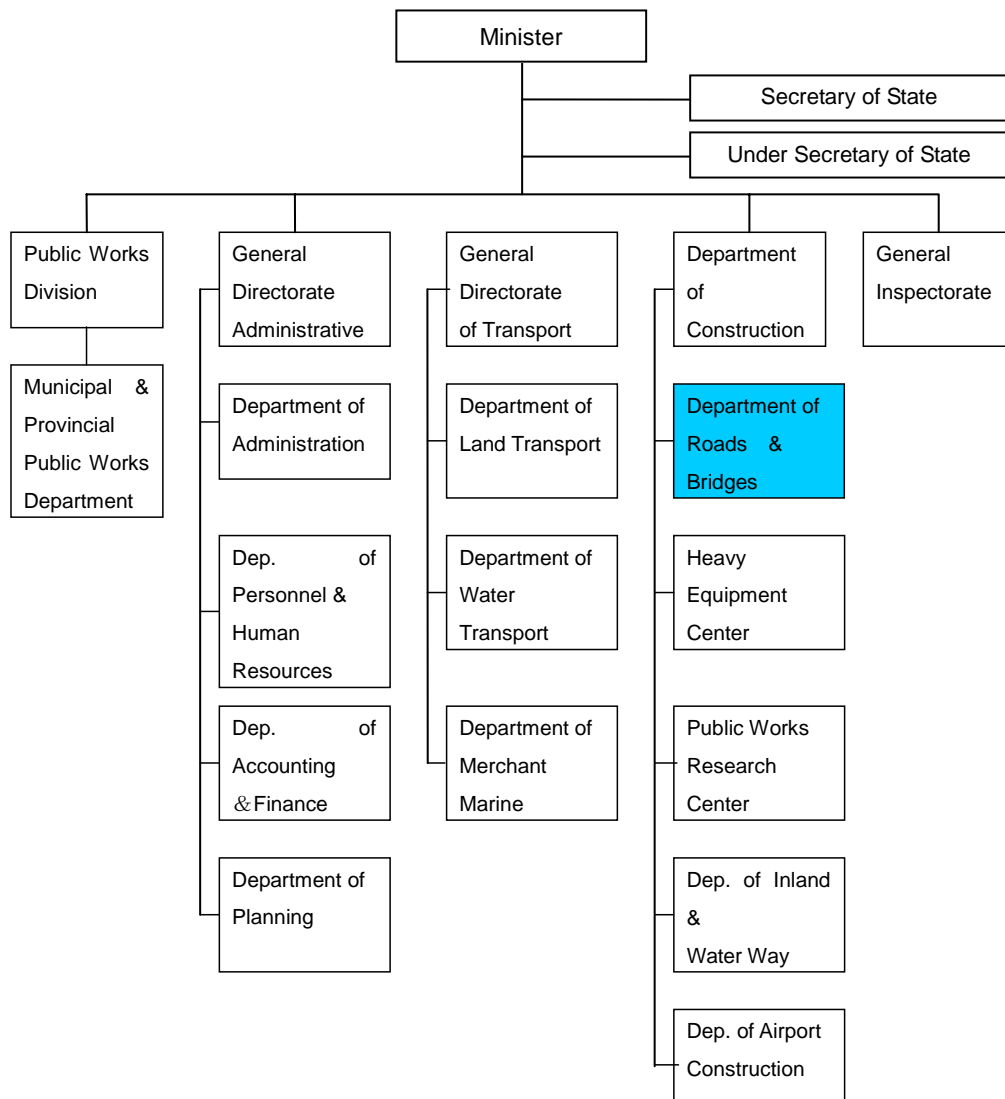 Minister
Secretary of State
Under Secretary of State
Public Works
Division
Municipal &
Provincial
Public Works
Department
General
Directorate
Administrative
Department of
Administration
Dep. of
Personnel &
Human
Resources
Dep. of
Accounting
&Finance
Department of
Planning
General
Directorate
of Transport
Department of
Land Transport
Department of
Water
Transport
Department of
Merchant
Marine
Department
of
Construction
Department of
Roads &
Bridges
Heavy
Equipment
Center
Public Works
Research
Center
Dep. of Inland
&
Water Way
Dep. of Airport
Construction
General
Inspectorate